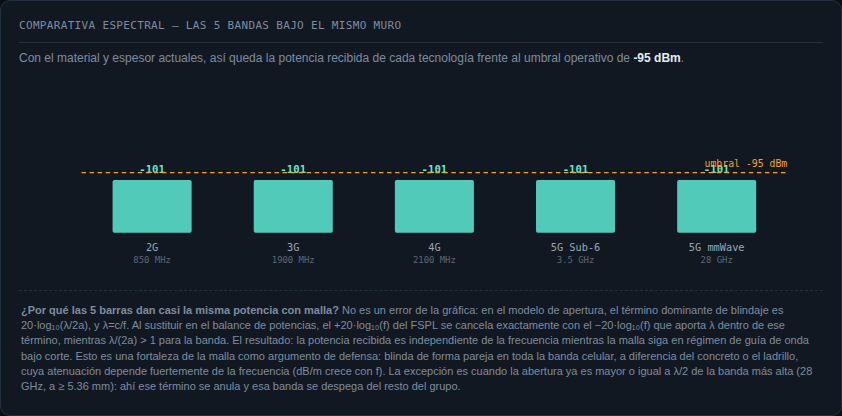 COMPARATIVA ESPECTRAL — LAS 5 BANDAS BAJO EL MISMO MURO
Con el material y espesor actuales, así queda la potencia recibida de cada tecnología frente al umbral operativo de -95 dBm.
umbral -95 dBm
-101 -101 -101 -101 -101
2G 3G 4G 5G Sub-6 5G mmWave
850 MHz 1900 MHz 2100 MHz 3.5 GHz 28 GHz
¿Por qué las 5 barras dan casi la misma potencia con malla? No es un error de la gráfica: en el modelo de apertura, el término dominante de blindaje es
20·log₁₀(λ/2a), y λ=c/f. Al sustituir en el balance de potencias, el +20·log₁₀(f) del FSPL se cancela exactamente con el −20·log₁₀(f) que aporta λ dentro de ese
término, mientras λ/(2a) > 1 para la banda. El resultado: la potencia recibida es independiente de la frecuencia mientras la malla siga en régimen de guía de onda
bajo corte. Esto es una fortaleza de la malla como argumento de defensa: blinda de forma pareja en toda la banda celular, a diferencia del concreto o el ladrillo,
cuya atenuación depende fuertemente de la frecuencia (dB/m crece con f). La excepción es cuando la abertura ya es mayor o igual a λ/2 de la banda más alta (28
GHz, a ≥ 5.36 mm): ahí ese término se anula y esa banda se despega del resto del grupo.